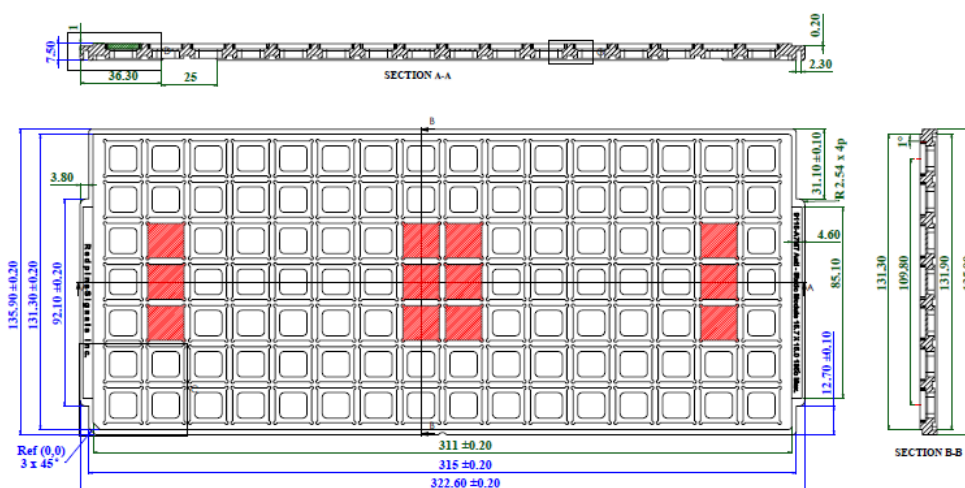 1
7.50
36.30
25
SECTION A-A
0.20
2.30
B
3.80
135.90 ±0.20
131.30 ±0.20
92.10 ±0.20
Redpine Signals Inc.
31.10 ±0.10
R 2.54 x 4p
4.60
85.10
A
12.70 ±0.10
B
Ref (0,0)
3 x 45°
311 ±0.20
315 ±0.20
322.60 ±0.20
1°
131.30
109.80
131.90
SECTION B-B